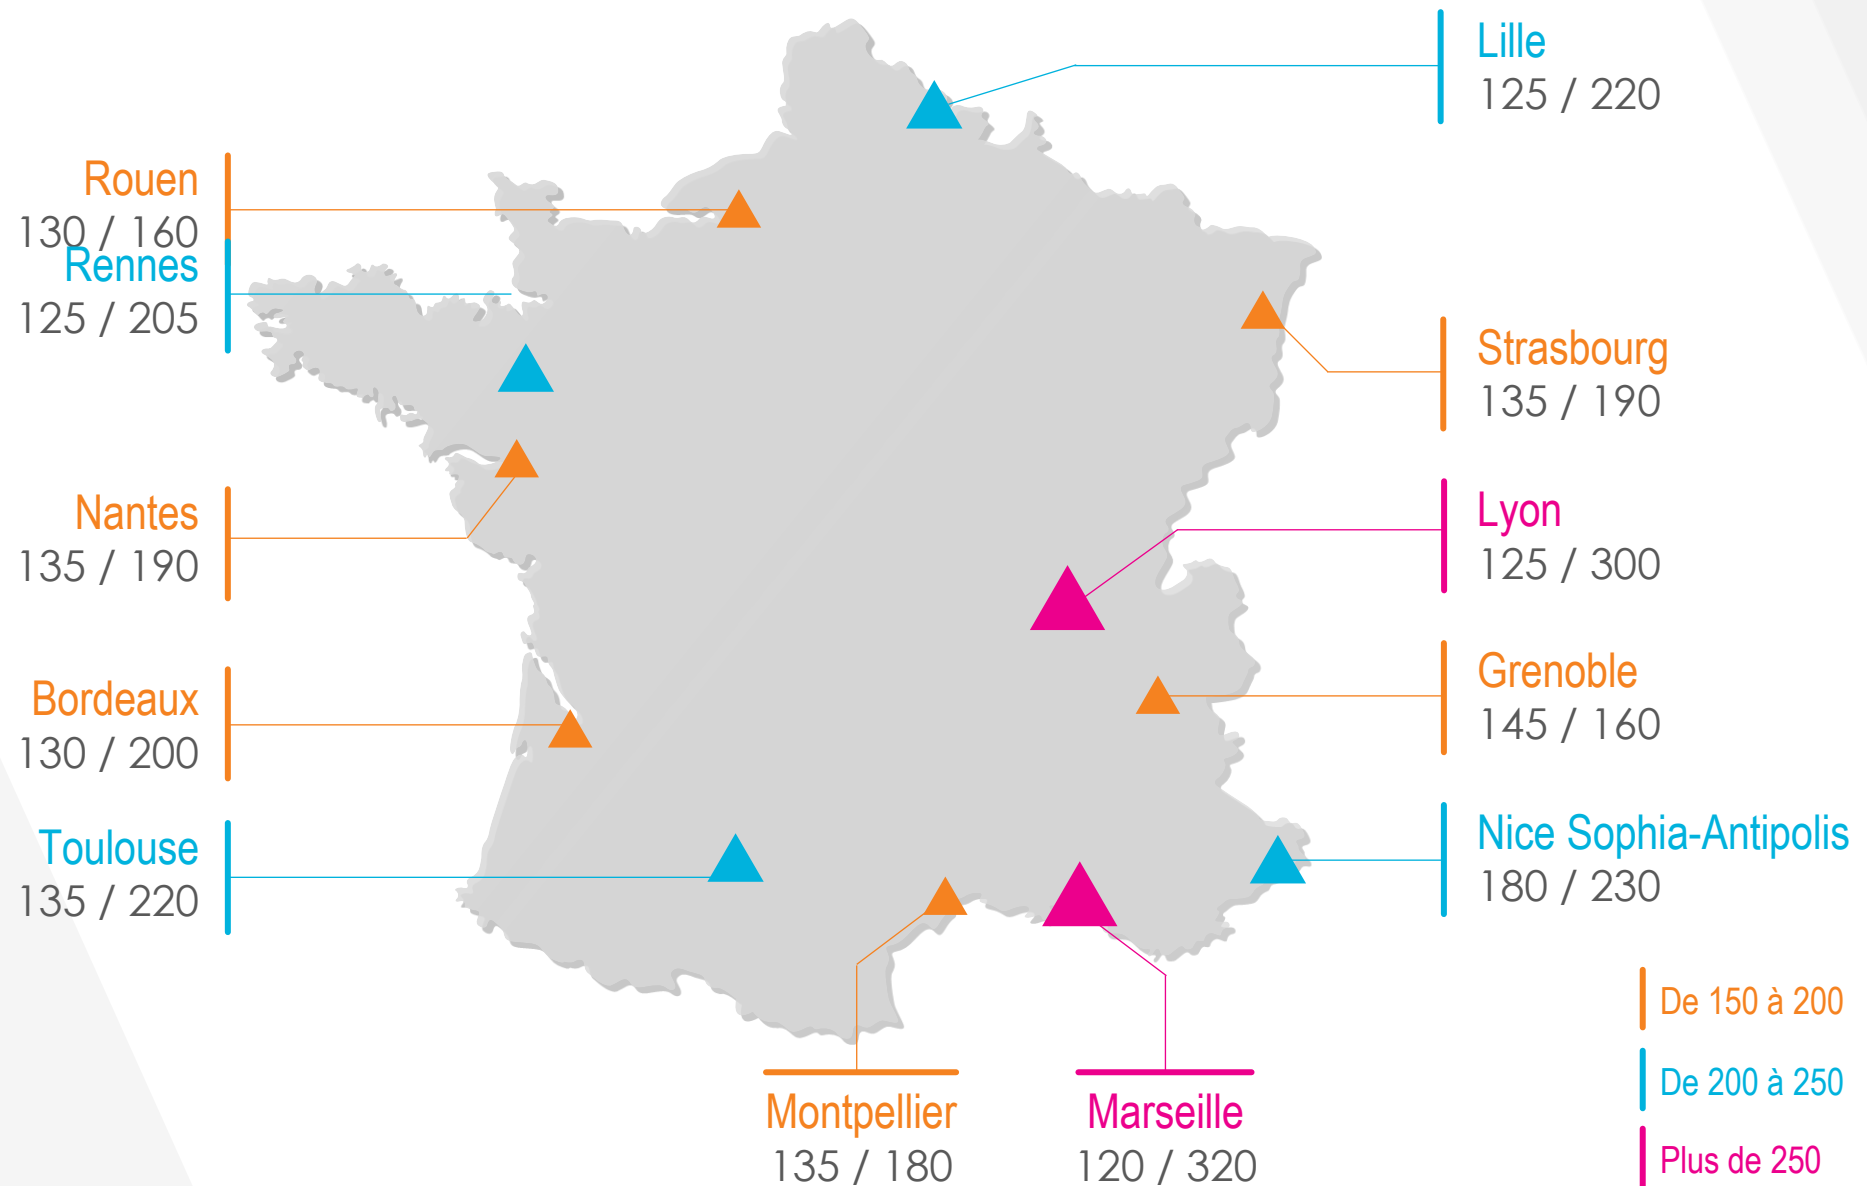 Lille
125 / 220
Rouen
130 / 160
Rennes
125 / 205
Strasbourg
135 / 190
Nantes
135 / 190
Lyon
125 / 300
Bordeaux
130 / 200
Grenoble
145 / 160
Toulouse
135 / 220
Nice Sophia-Antipolis
180 / 230
Montpellier
135 / 180
Marseille
120 / 320
De 150 à 200
De 200 à 250
Plus de 250